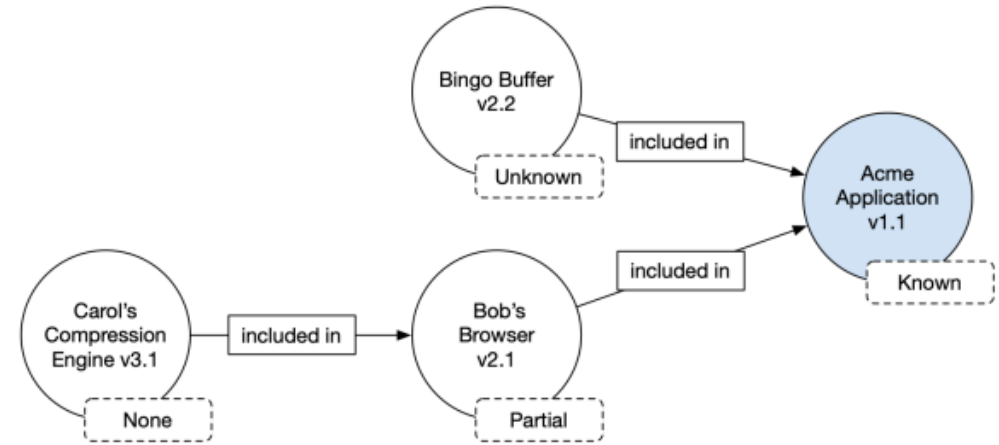 Bingo Buffer
v2.2
Unknown
included in
Acme
Application
v1.1
Known
included in
Carol's
Compression
Engine v3.1
None
included in
Bob's
Browser
v2.1
Partial